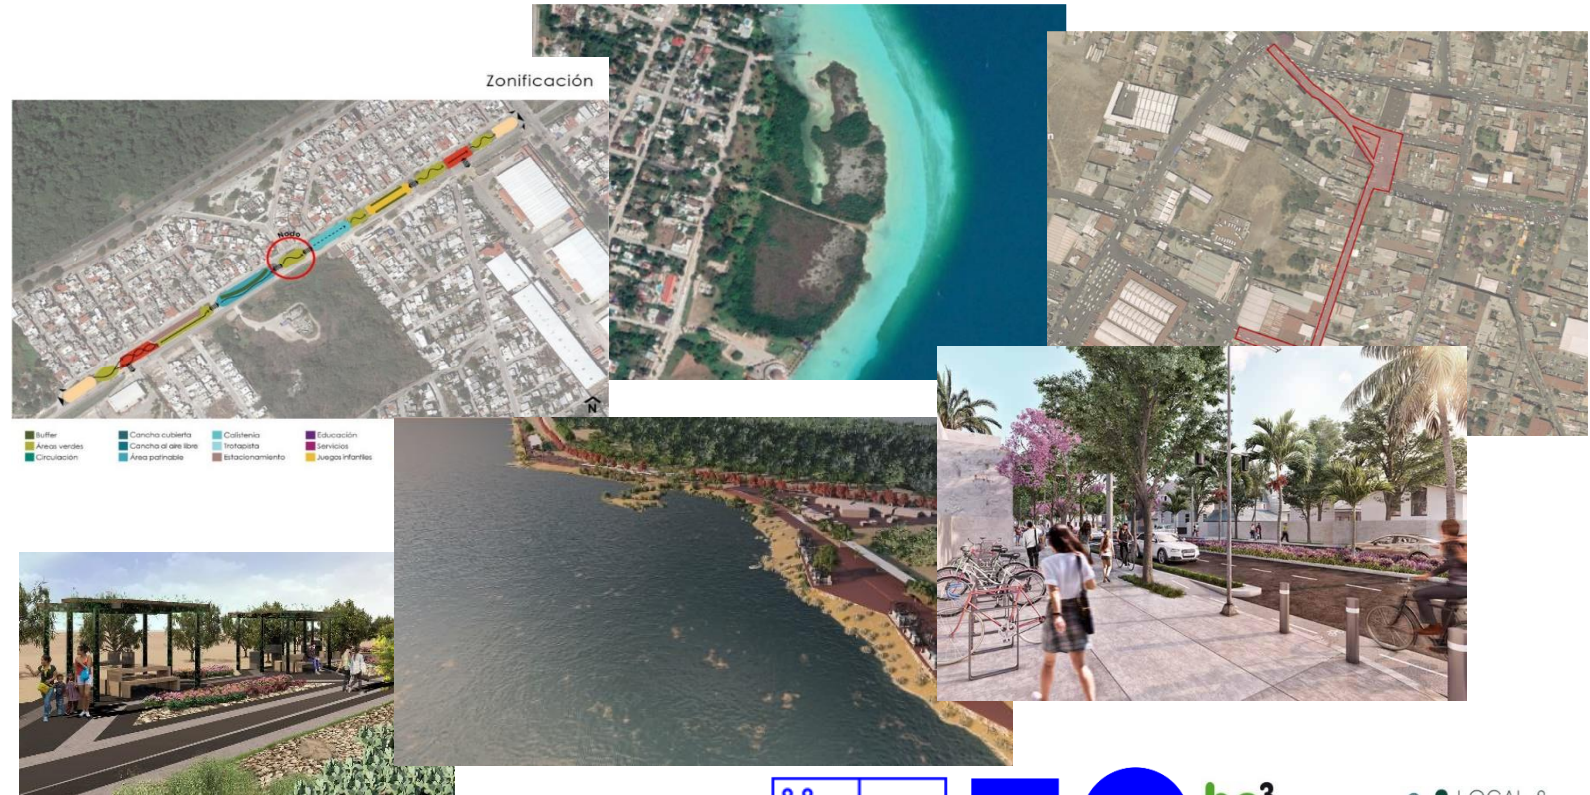 Zonificación
Nodo
N
Buffer
Áreas verdes
Circulación
Cancha cubierta
Cancha al aire libre
Área patinable
Calistenia
Trotapista
Estacionamiento
Educación
Servicios
Juegos infantiles
n
LOCAL &